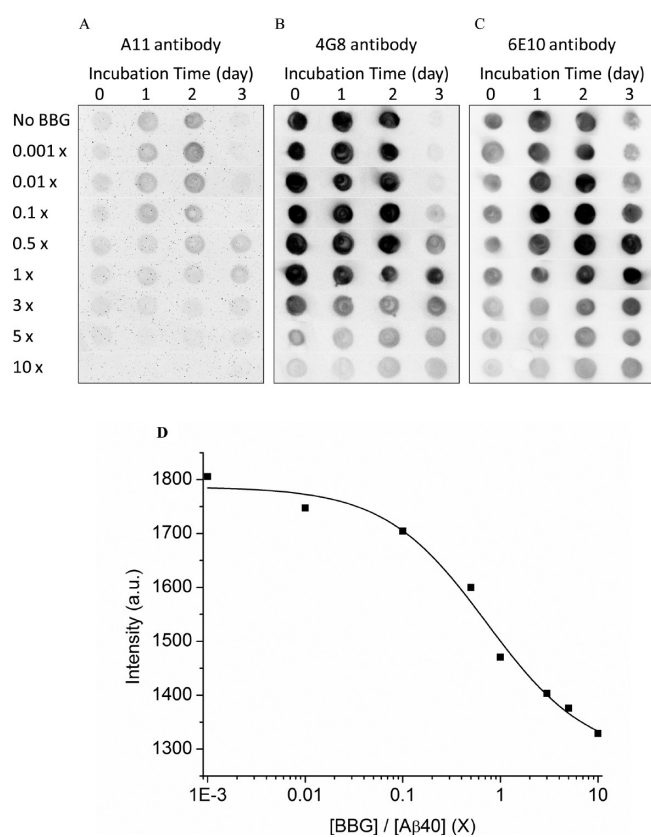 A
B
C
A11 antibody
4G8 antibody
6E10 antibody
Incubation Time (day)
Incubation Time (day)
Incubation Time (day)
0 1 2 3
0 1 2 3
0 1 2 3
No BBG
0.001 x
0.01 x
0.1 x
0.5 x
1 x
3 x
5 x
10 x
D
1800
1700
1600
1500
1400
1300
Intensity (a.u.)
1E-3 0.01 0.1 1 10
[BBG] / [Aβ40] (X)